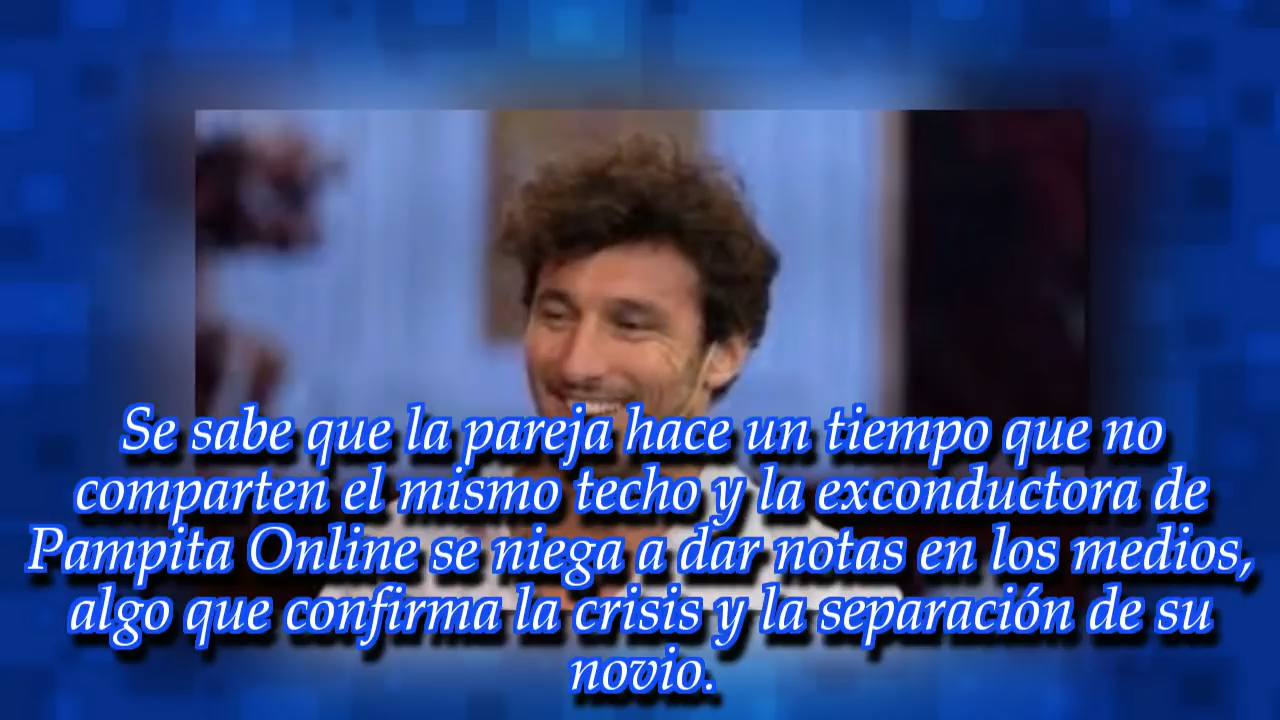 Se sabe que la pareja hace un tiempo que no
comparten el mismo techo y la exconductora de
Pampita Online se niega a dar notas en los medios,
algo que confirma la crisis y la separación de su
novio.